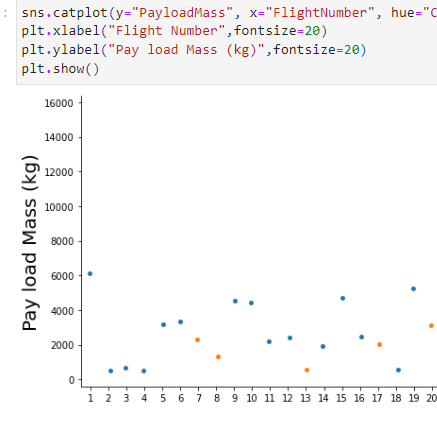 : sns.catplot(y="PayloadMass", x="FlightNumber", hue="C
plt.xlabel("Flight Number",fontsize=20)
plt.ylabel("Pay load Mass (kg)",fontsize=20)
plt.show()
Pay load Mass (kg)
16000
14000
12000
10000
8000
6000
4000
2000
0
1 2 3 4 5 6 7 8 9 10 11 12 13 14 15 16 17 18 19 20